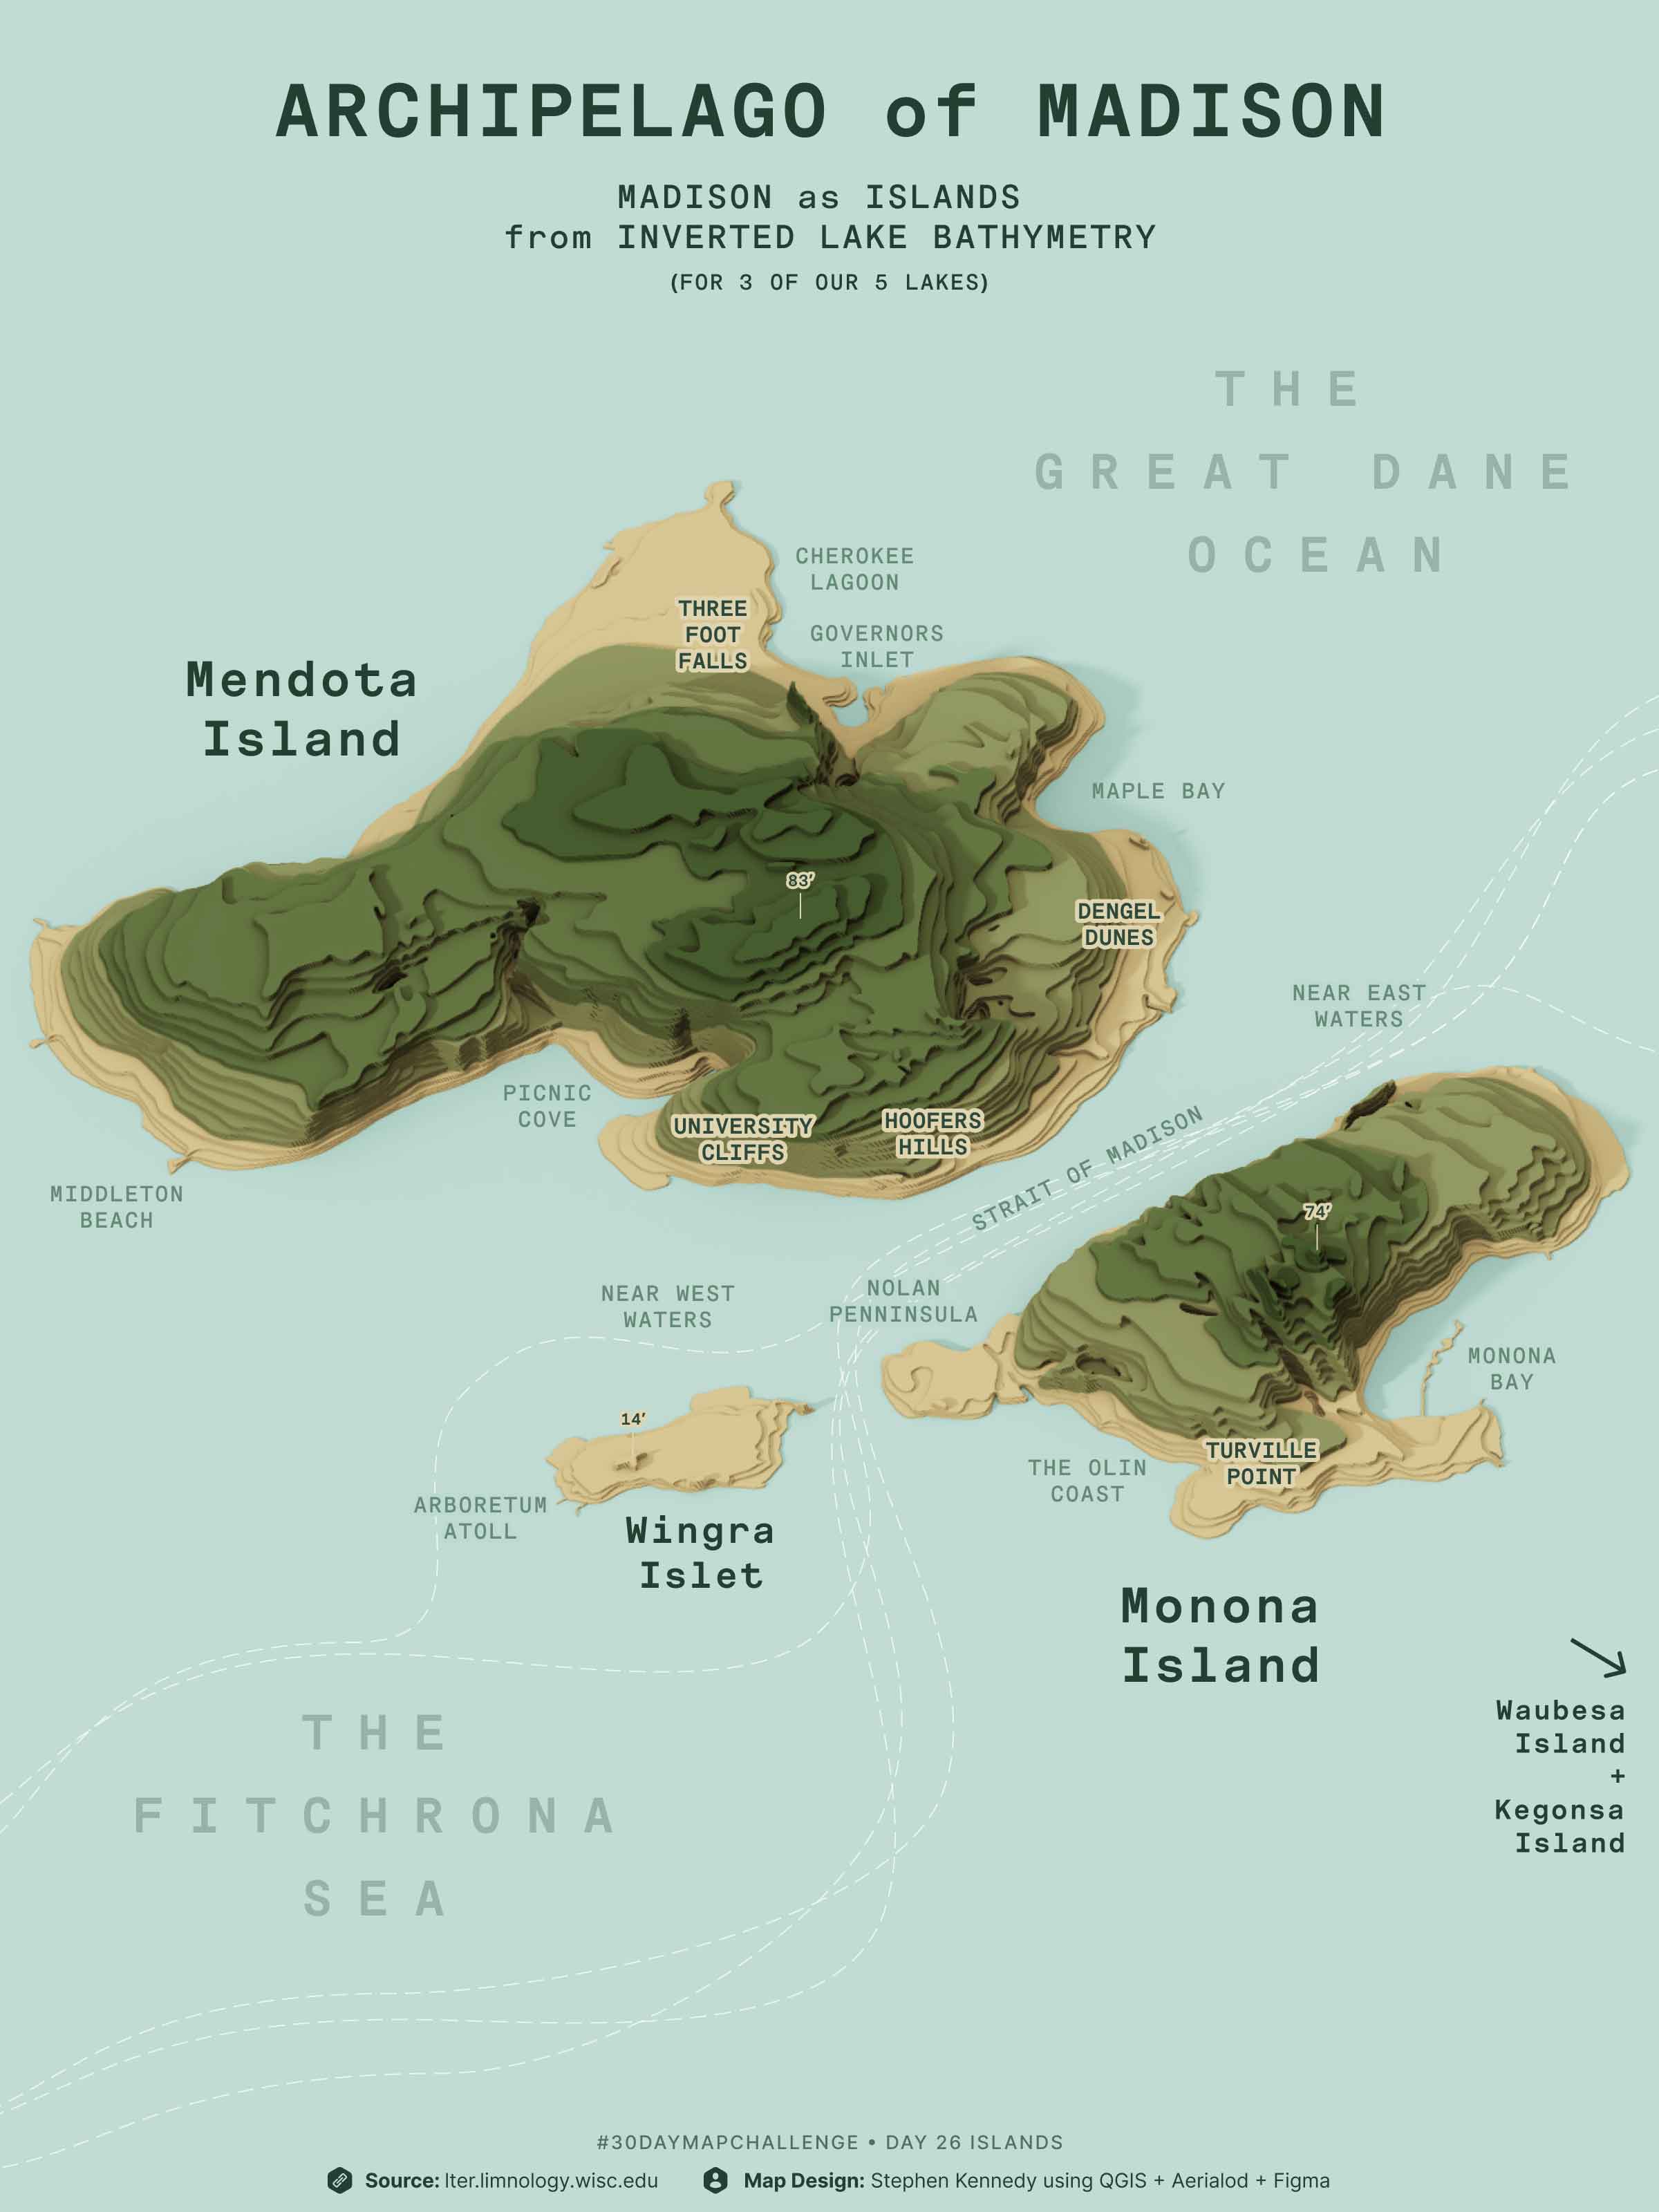 ARCHIPELAGO of MADISON
MADISON as ISLANDS
from INVERTED LAKE BATHYMETRY
(FOR 3 OF OUR 5 LAKES)
THE
GREAT DANE
OCEAN
CHEROKEE
LAGOON
THREE
FOOT
FALLS
GOVERNORS
INLET
Mendota
Island
MAPLE BAY
83'
DENGEL
DUNES
NEAR EAST
WATERS
PICNIC
COVE
UNIVERSITY
CLIFFS
HOOFERS
HILLS
STRAIT OF MADISON
MIDDLETON
BEACH
74'
NEAR WEST
WATERS
NOLAN
PENNINSULA
MONONA
BAY
14'
TURVILLE
POINT
THE OLIN
COAST
ARBORETUM
ATOLL
Wingra
Islet
Monona
Island
Waubesa
Island
+
Kegonsa
Island
THE
FITCHRONA
SEA
#30DAYMAPCHALLENGE • DAY 26 ISLANDS
Source: lter.limnology.wisc.edu
Map Design: Stephen Kennedy using QGIS + Aerialod + Figma